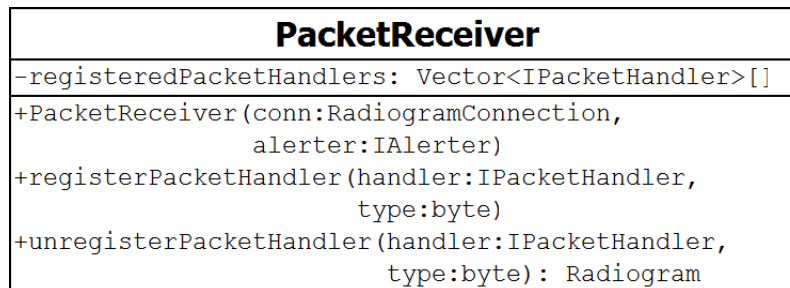 PacketReceiver
-registeredPacketHandlers: Vector<IPacketHandler>[]
+PacketReceiver(conn:RadiogramConnection,
alerter:IAlerter)
+registerPacketHandler(handler:IPacketHandler,
type:byte)
+unregisterPacketHandler(handler:IPacketHandler,
type:byte): Radiogram